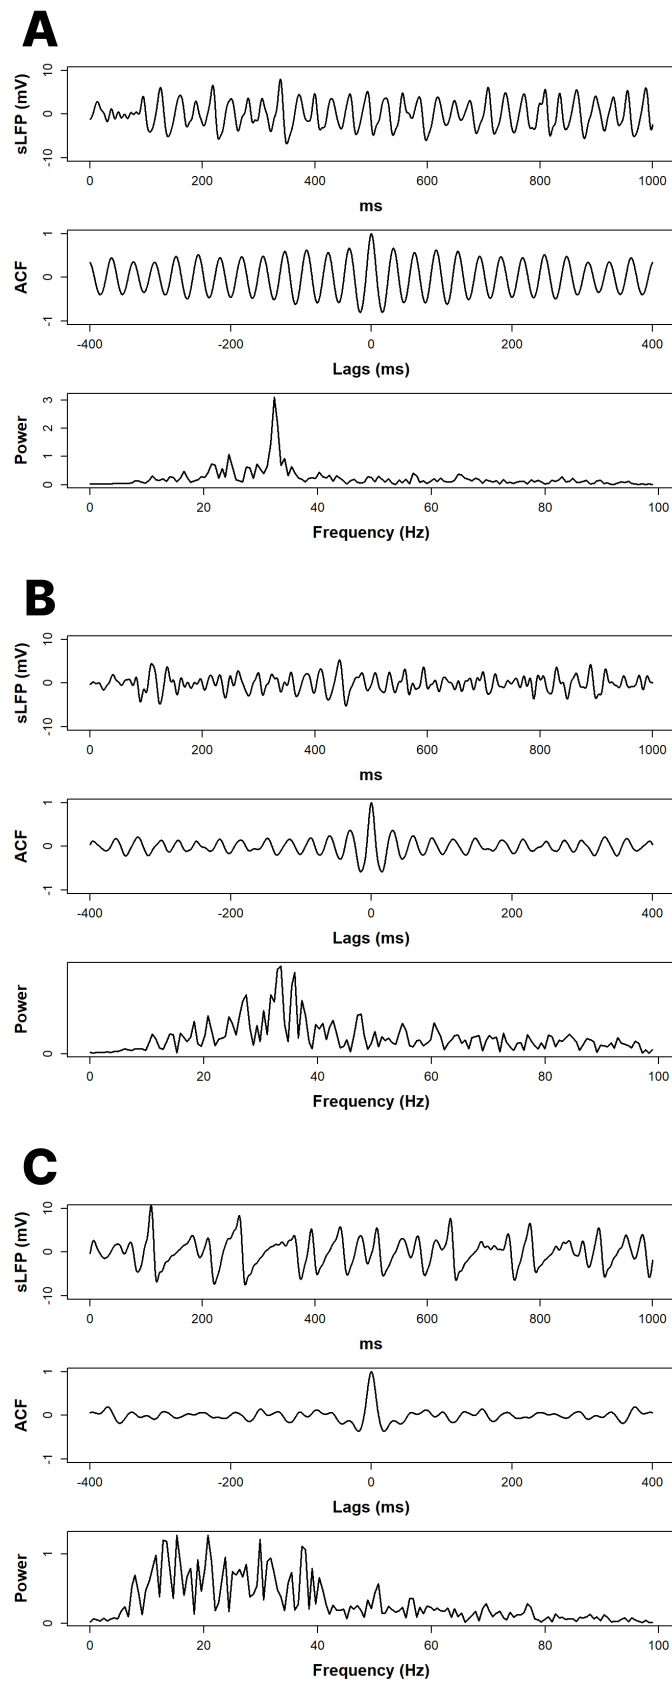 A
sLFP (mV)
10
0
-10
0 200 400 600 800 1000
ms
ACF
1
0
-1
-400 -200 0 200 400
Lags (ms)
Power
3
2
1
0
0 20 40 60 80 100
Frequency (Hz)
B
sLFP (mV)
10
0
-10
0 200 400 600 800 1000
ms
ACF
1
0
-1
-400 -200 0 200 400
Lags (ms)
Power
0
0 20 40 60 80 100
Frequency (Hz)
C
sLFP (mV)
10
0
-10
0 200 400 600 800 1000
ms
ACF
1
0
-1
-400 -200 0 200 400
Lags (ms)
Power
1
0
0 20 40 60 80 100
Frequency (Hz)